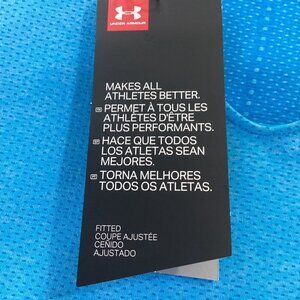 UNDER ARMOUR
MAKES ALL
ATHLETES BETTER.
PERMET À TOUS LES
ATHLÈTES D'ÊTRE
PLUS PERFORMANTS.
HACE QUE TODOS
LOS ATLETAS SEAN
MEJORES.
TORNA MELHORES
TODOS OS ATLETAS.
FITTED
COUPE AJUSTÉE
CEÑIDO
AJUSTADO